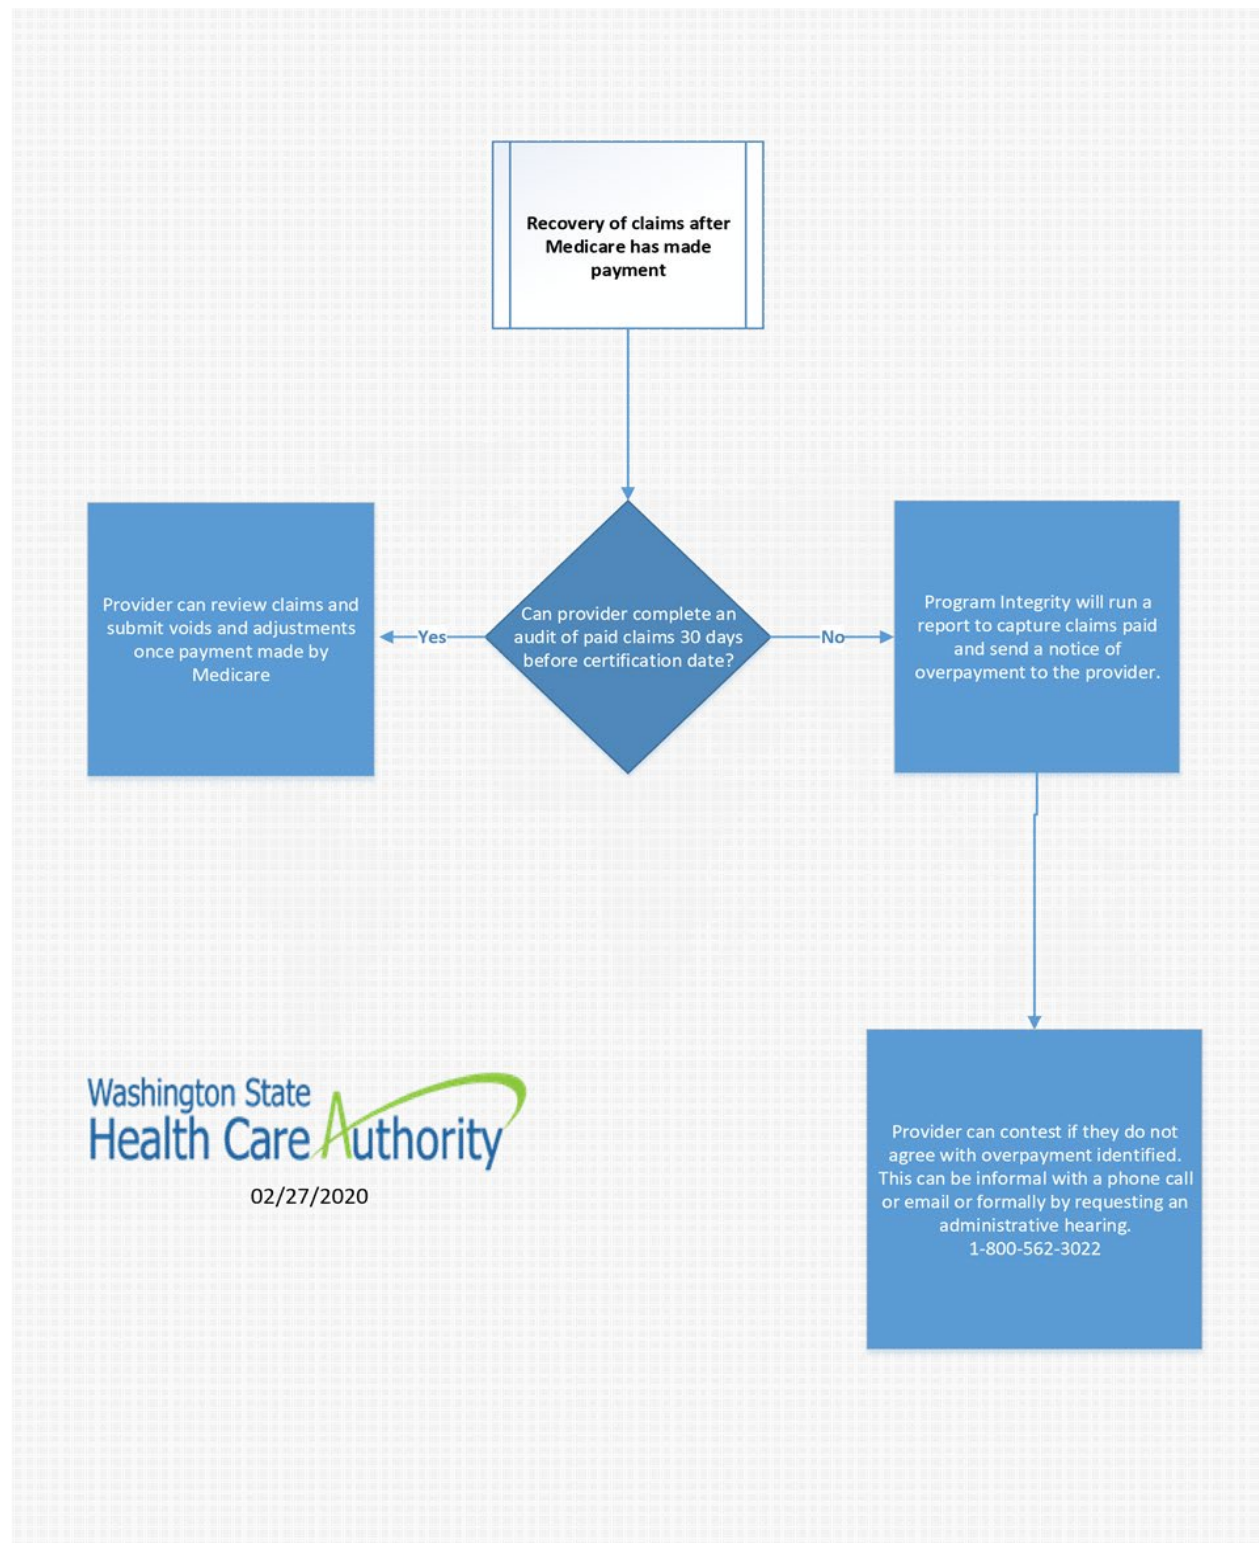 Recovery of claims after
Medicare has made
payment
Provider can review claims and
submit voids and adjustments
once payment made by
Medicare
Yes
Can provider complete an
audit of paid claims 30 days
before certification date?
No
Program Integrity will run a
report to capture claims paid
and send a notice of
overpayment to the provider.
Provider can contest if they do not
agree with overpayment identified.
This can be informal with a phone call
or email or formally by requesting an
administrative hearing.
1-800-562-3022
Washington State
Health Care Authority
02/27/2020